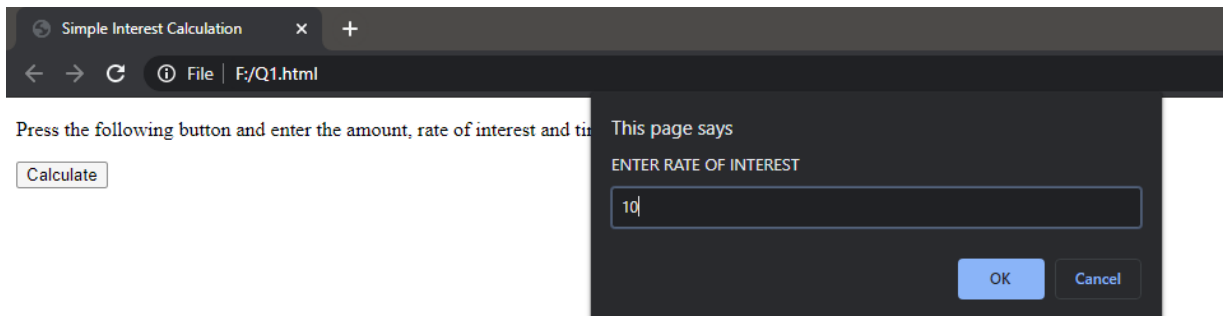 Simple Interest Calculation
File F:/Q1.html
Press the following button and enter the amount, rate of interest and
Calculate
This page says
ENTER RATE OF INTEREST
10
OK Cancel